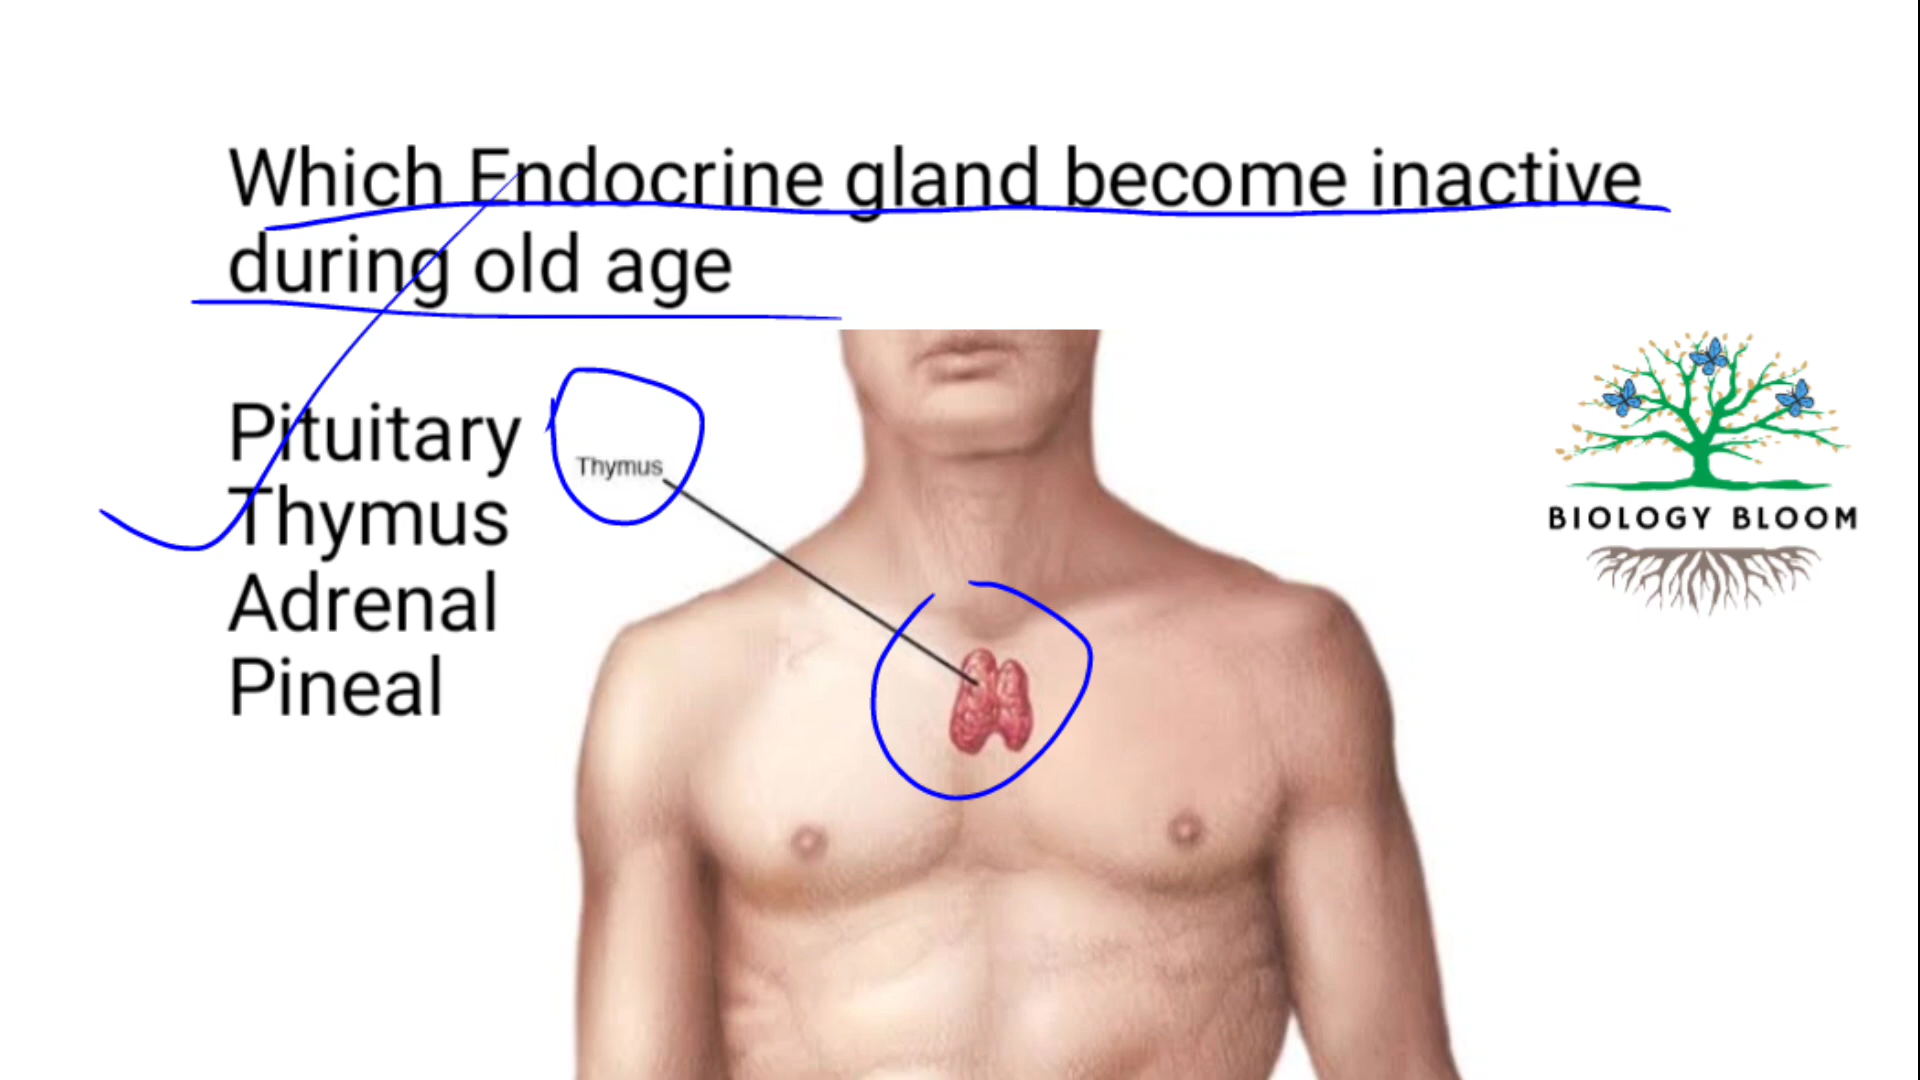 Which Endocrine gland become inactive
during old age
Pituitary
Thymus
Adrenal
Pineal
Thymus
BIOLOGY BLOOM